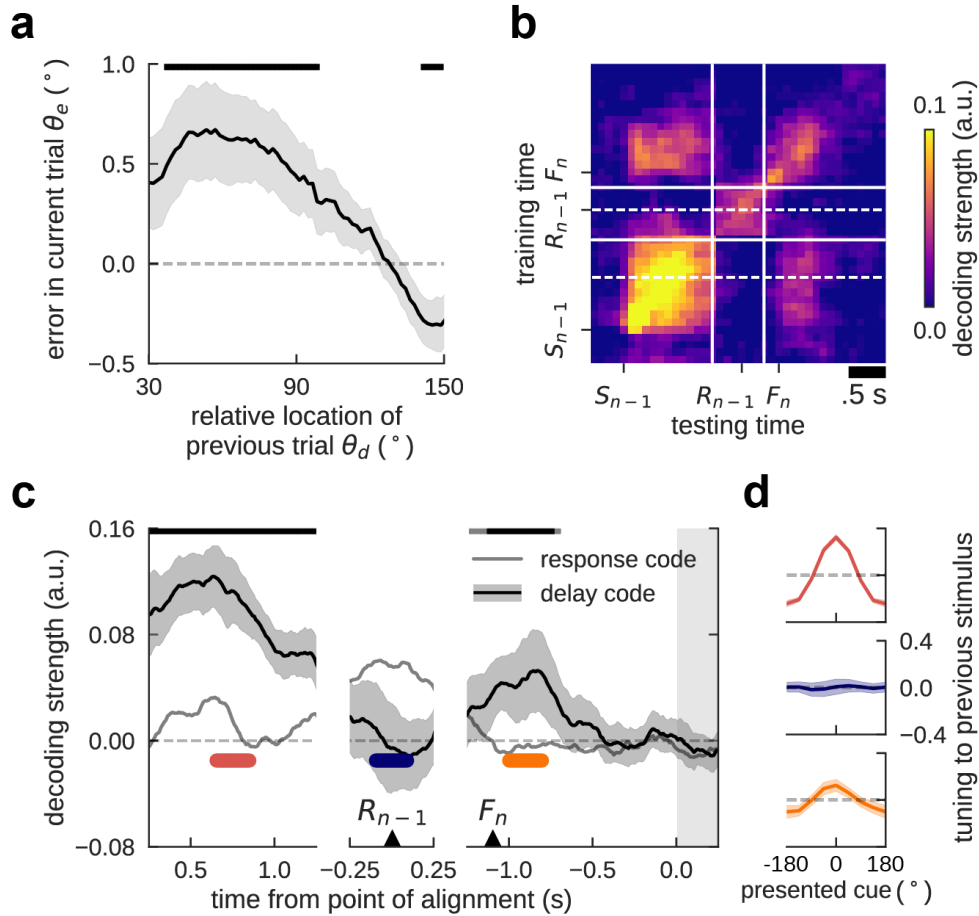 a
1.0
0.5
0.0
−0.5
30
90
150
error in current trial θe (°)
relative location of
previous trial θd (°)
b
training time
Fn
Rn−1
Sn−1
Sn−1
Rn−1
Fn
.5 s
testing time
0.1
0.0
decoding strength (a.u.)
c
0.16
0.08
0.00
−0.08
decoding strength (a.u.)
response code
delay code
Rn−1
Fn
0.5
1.0
−0.25
0.25
−1.0
−0.5
0.0
time from point of alignment (s)
d
0.4
0.0
−0.4
tuning to previous stimulus
-180
0
180
presented cue (°)